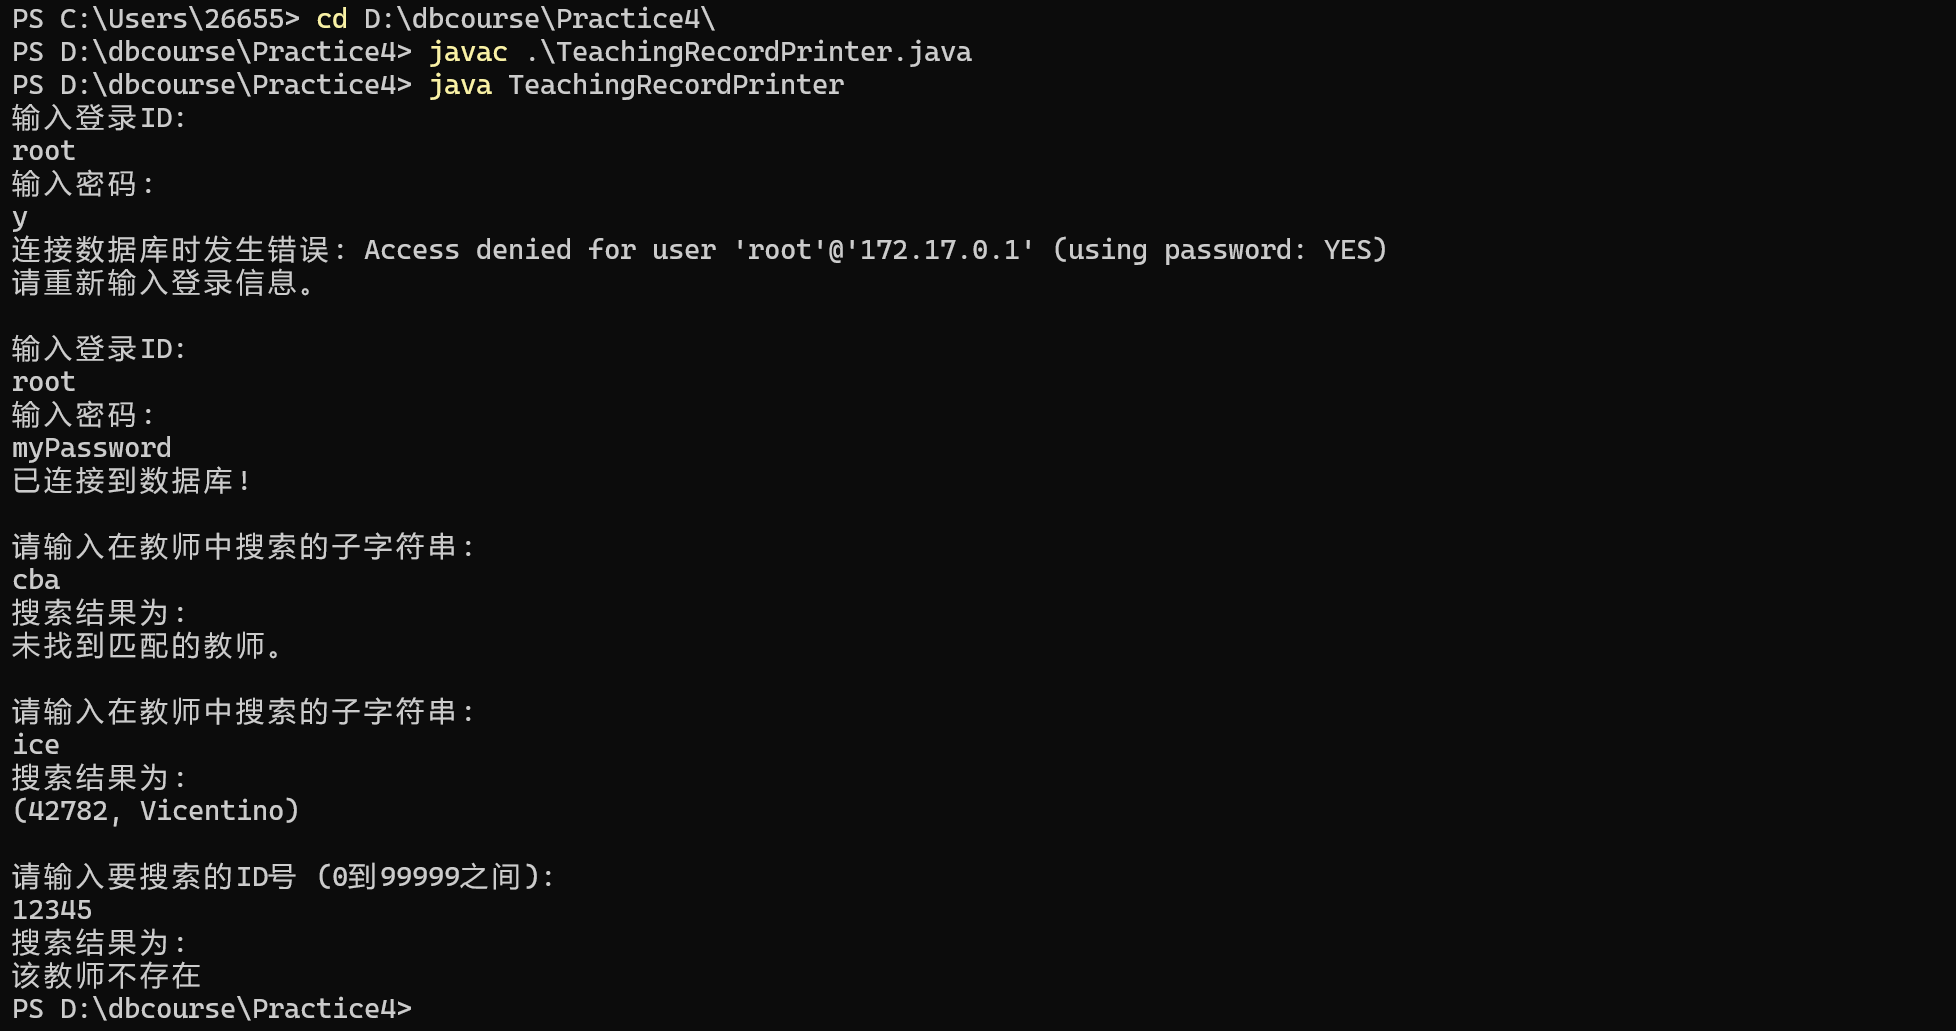 PS C:\Users\26655> cd D:\dbcourse\Practice4\
PS D:\dbcourse\Practice4> javac .\TeachingRecordPrinter.java
PS D:\dbcourse\Practice4> java TeachingRecordPrinter
输入登录ID:
root
输入密码:
y
连接数据库时发生错误: Access denied for user 'root'@'172.17.0.1' (using password: YES)
请重新输入登录信息。
输入登录ID:
root
输入密码:
myPassword
已连接到数据库!
请输入在教师中搜索的子字符串:
cba
搜索结果为:
未找到匹配的教师。
请输入在教师中搜索的子字符串:
ice
搜索结果为:
(42782, Vicentino)
请输入要搜索的ID号 (0到99999之间):
12345
搜索结果为:
该教师不存在
PS D:\dbcourse\Practice4>